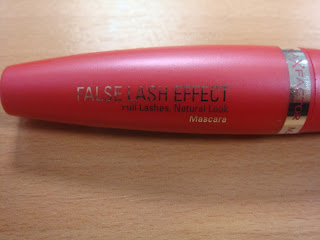 FALSE LASH EFFECT
Full Lashes, Natural Look
Mascara